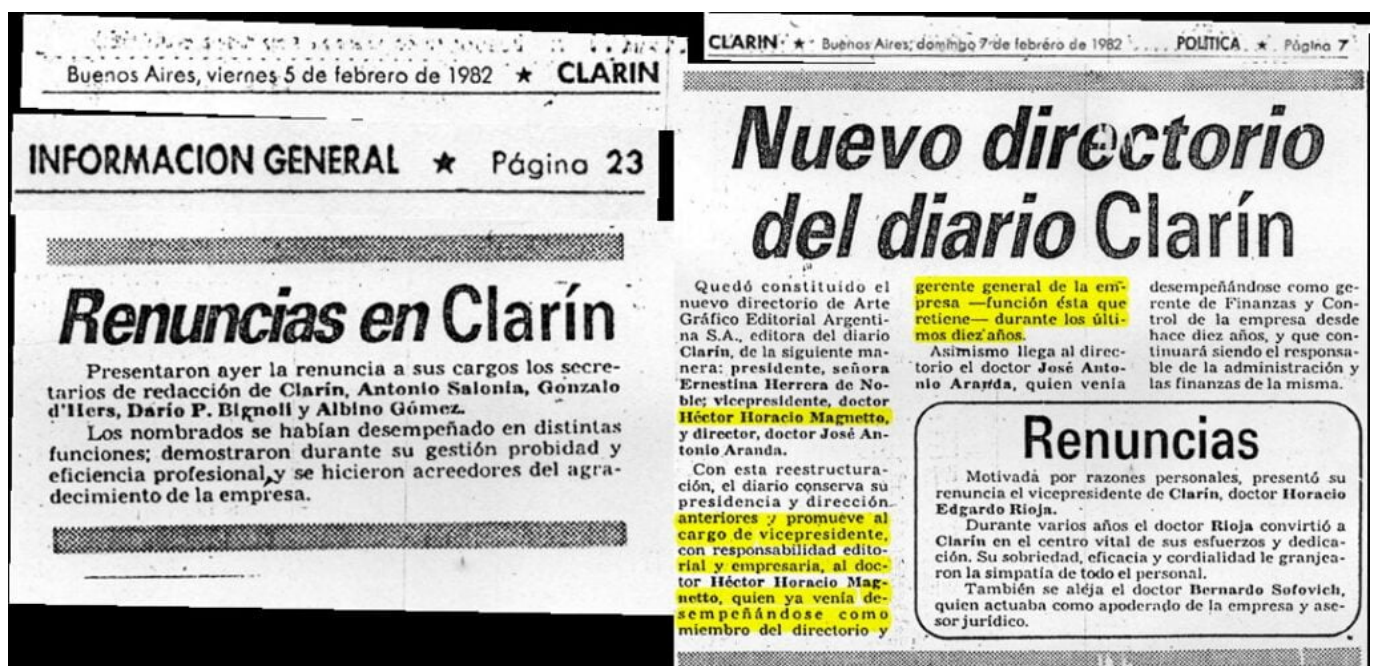 Buenos Aires, viernes 5 de febrero de 1982 ★ CLARIN
INFORMACION GENERAL ★ Página 23
Renuncias en Clarín
Presentaron ayer la renuncia a sus cargos los secre-
tarios de redacción de Clarín, Antonio Salonia, Gonzalo
d'Hers, Darío P. Bignoli y Albino Gómez.
Los nombrados se habían desempeñado en distintas
funciones; demostraron durante su gestión probidad y
eficiencia profesional y se hicieron acreedores del agra-
decimiento de la empresa.
CLARIN ★ Buenos Aires, domingo 7 de febrero de 1982 POLITICA ★ Página 7
Nuevo directorio
del diario Clarín
Quedó constituido el
nuevo directorio de Arte
Gráfico Editorial Argenti-
na S.A., editora del diario
Clarín, de la siguiente ma-
nera: presidente, señora
Ernestina Herrera de No-
ble; vicepresidente, doctor
Héctor Horacio Magnetto,
y director, doctor José An-
tonio Aranda.
Con esta reestructura-
ción, el diario conserva su
presidencia y dirección
anteriores y promueve al
cargo de vicepresidente,
con responsabilidad edito-
rial y empresaria, al doc-
tor Héctor Horacio Mag-
netto, quien ya venía de-
sempeñándose como
miembro del directorio y
gerente general de la em-
presa —función ésta que
retiene— durante los últi-
mos diez años.
Asimismo llega al direc-
torio el doctor José Anto-
nio Aranda, quien venía
desempeñándose como ge-
rente de Finanzas y Con-
trol de la empresa desde
hace diez años, y que con-
tinuará siendo el responsa-
ble de la administración y
las finanzas de la misma.
Renuncias
Motivada por razones personales, presentó su
renuncia el vicepresidente de Clarín, doctor Horacio
Edgardo Rioja.
Durante varios años el doctor Rioja convirtió a
Clarín en el centro vital de sus esfuerzos y dedica-
ción. Su sobriedad, eficacia y cordialidad le granjea-
ron la simpatía de todo el personal.
También se aleja el doctor Bernardo Sofovich,
quien actuaba como apoderado de la empresa y ase-
sor jurídico.